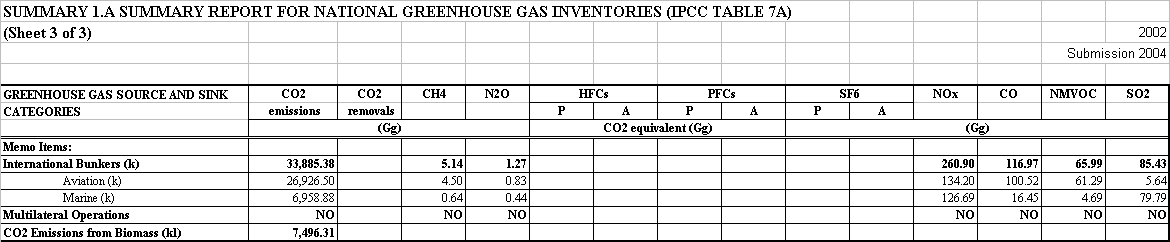 SUMMARY 1.A SUMMARY REPORT FOR NATIONAL GREENHOUSE GAS INVENTORIES (IPCC TABLE 7A)
(Sheet 3 of 3) 2002
Submission 2004
GREENHOUSE GAS SOURCE AND SINK CO2 CO2 CH4 N2O HFCs PFCs SF6 NOx CO NMVOC SO2
CATEGORIES emissions removals P A P A P A
(Gg) CO2 equivalent (Gg) (Gg)
Memo Items:
International Bunkers (k) 33,885.38 5.14 1.27 260.90 116.97 65.99 85.43
Aviation (k) 26,926.50 4.50 0.83 134.20 100.52 61.29 5.64
Marine (k) 6,958.88 0.64 0.44 126.69 16.45 4.69 79.79
Multilateral Operations NO NO NO NO NO NO NO
CO2 Emissions from Biomass (kl) 7,496.31